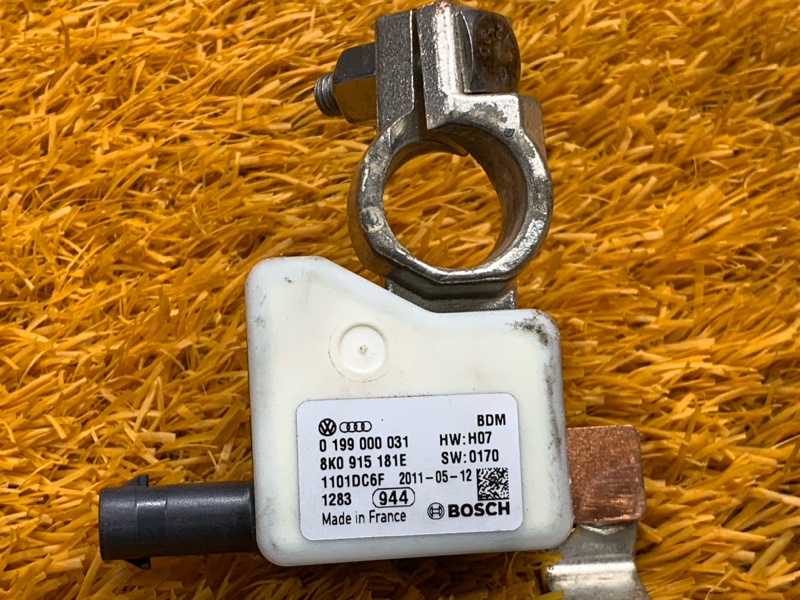 BDM
0 199 000 031 HW:H07
8K0 915 181E SW:0170
1101DC6F 2011-05-12
1283 944
Made in France BOSCH